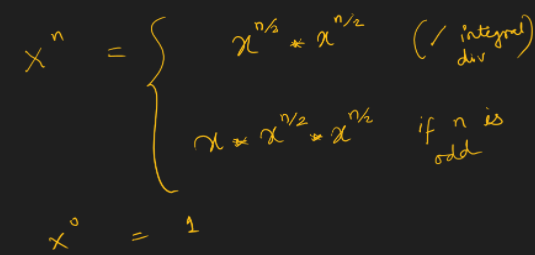 x^n = { x^{n/2} * x^{n/2} (/ integral div)
x * x^{n/2} * x^{n/2} if n is odd
x^0 = 1